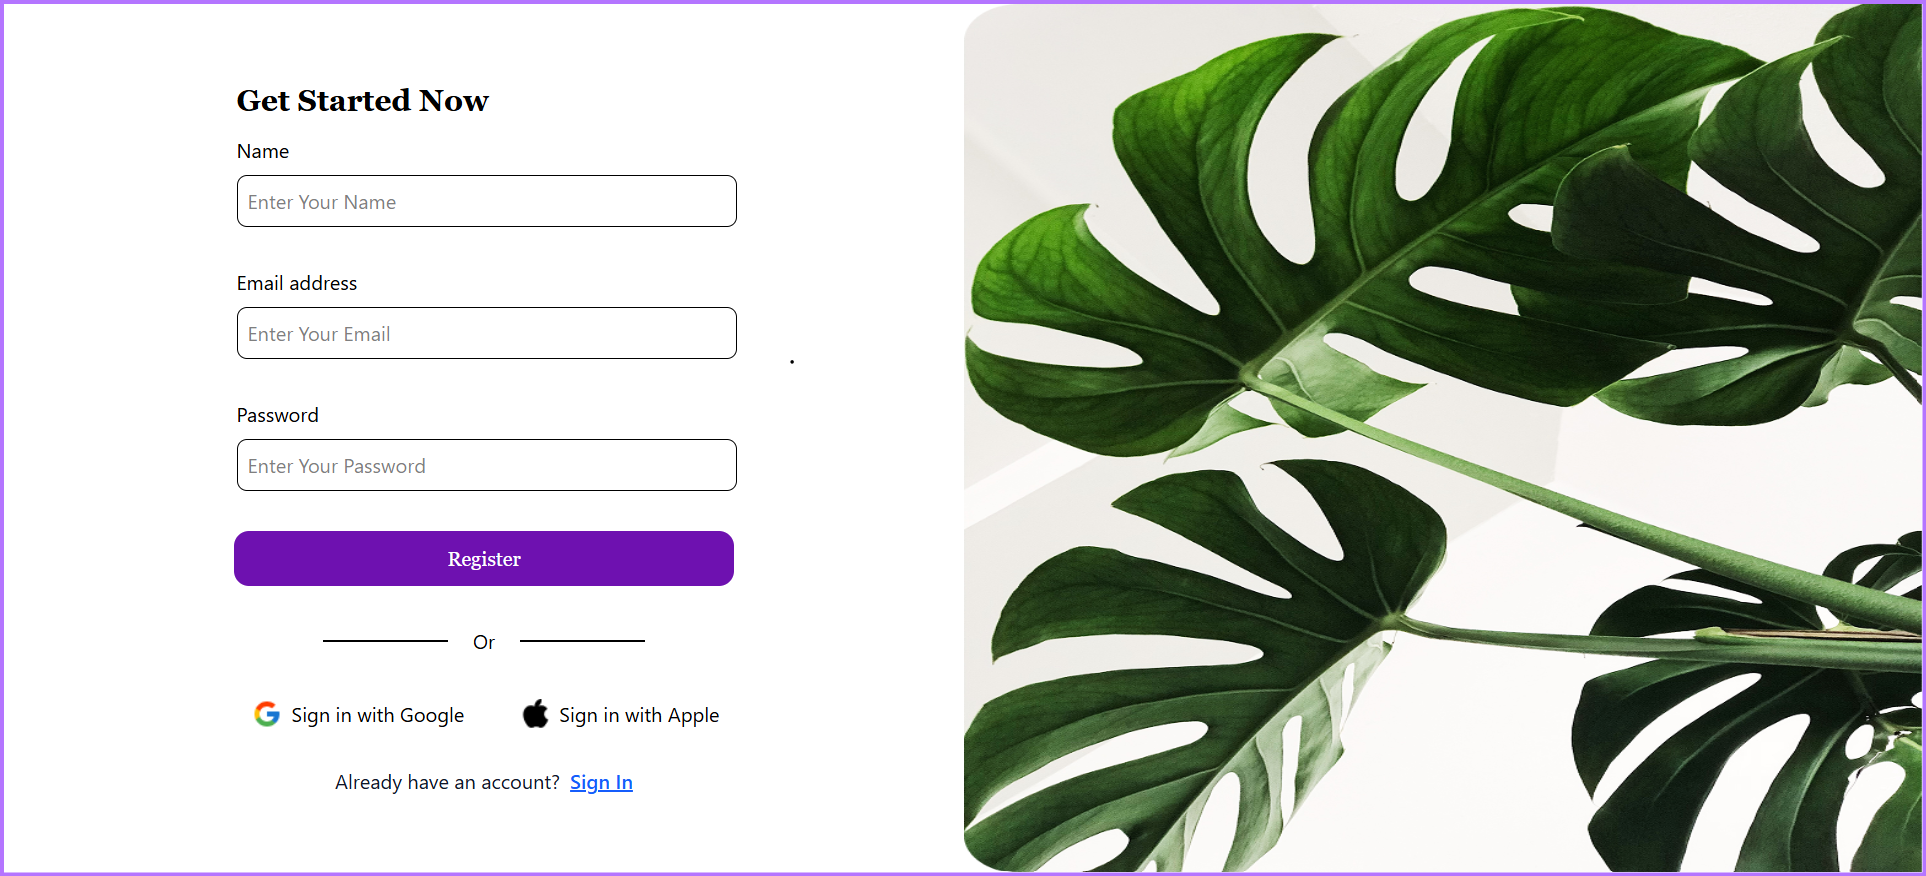 Get Started Now
Name
Enter Your Name
Email address
Enter Your Email
.
Password
Enter Your Password
Register
Or
Sign in with Google
Sign in with Apple
Already have an account? Sign In